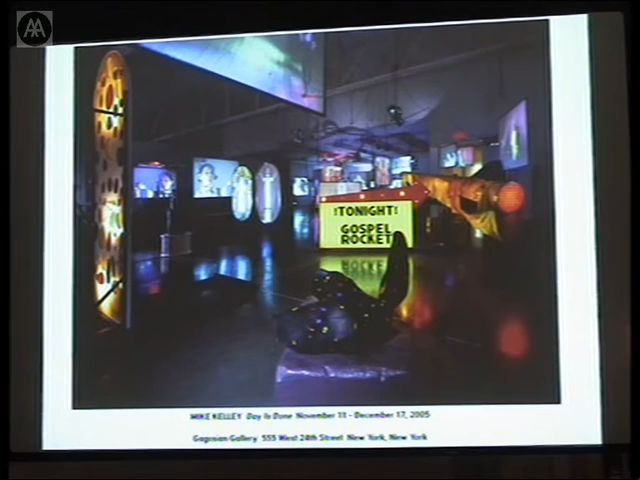 AA
!TONIGHT!
GOSPEL
ROCKET
MIKE KELLEY Day Is Done November 11 - December 17, 2005
Gagosian Gallery 555 West 24th Street New York, New York